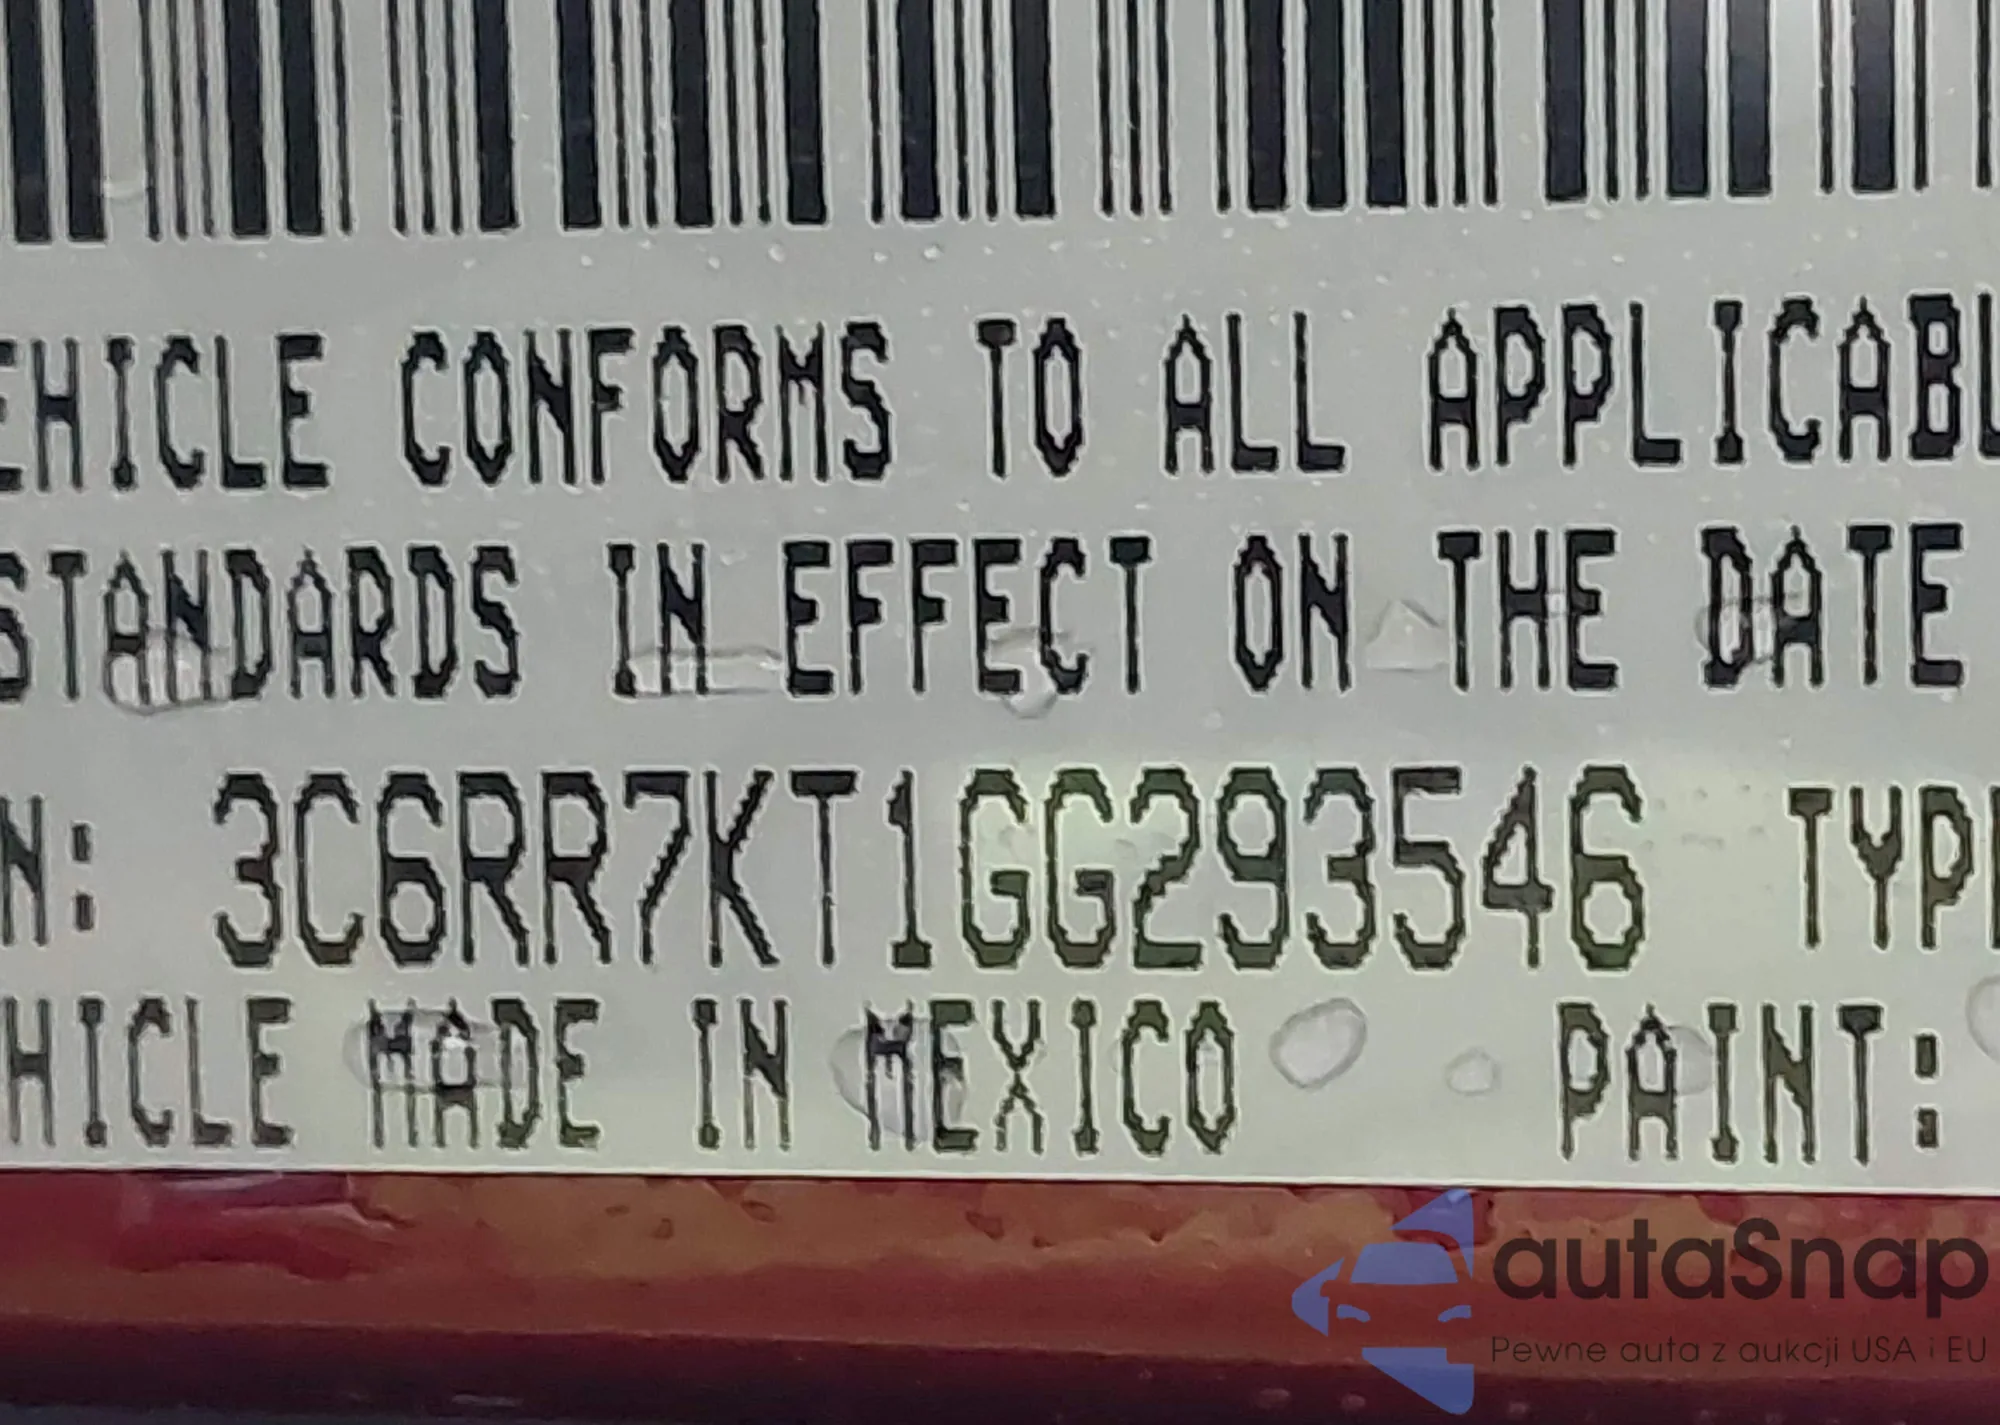 EHICLE CONFORMS TO ALL APPLICABL
STANDARDS IN EFFECT ON THE DATE
N: 3C6RR7KT1GG293546 TYPE
HICLE MADE IN MEXICO PAINT:
autaSnap
Pewne auta z aukcji USA i EU